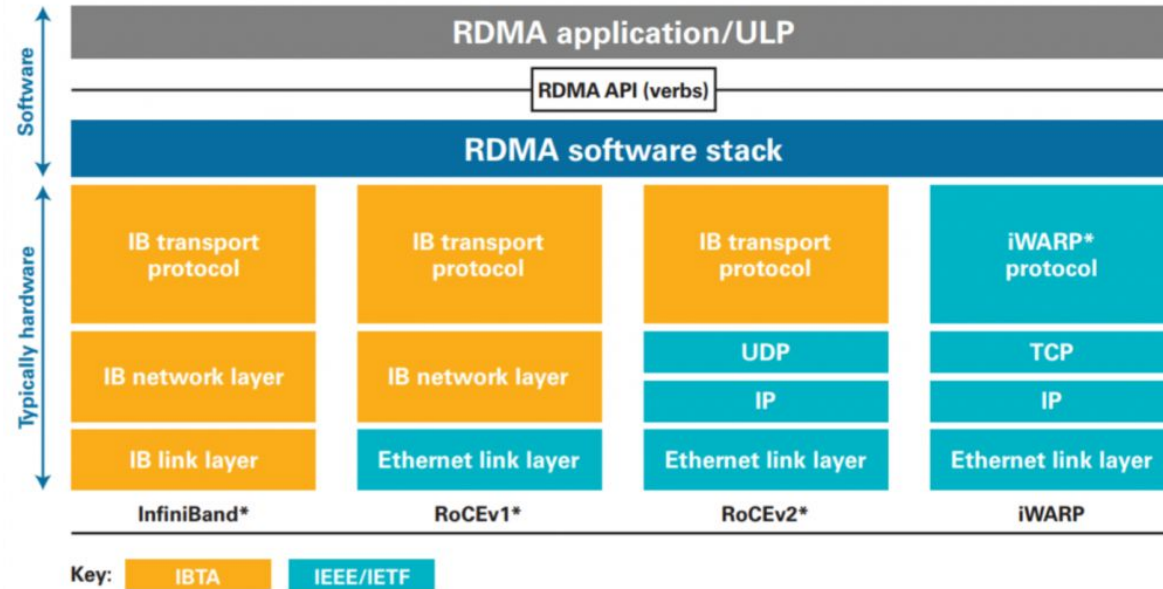 Software
RDMA application/ULP
RDMA API (verbs)
RDMA software stack
Typically hardware
IB transport
protocol
IB network layer
IB link layer
InfiniBand*
IB transport
protocol
IB network layer
Ethernet link layer
RoCEv1*
IB transport
protocol
UDP
IP
Ethernet link layer
RoCEv2*
iWARP*
protocol
TCP
IP
Ethernet link layer
iWARP
Key:
IBTA
IEEE/IETF